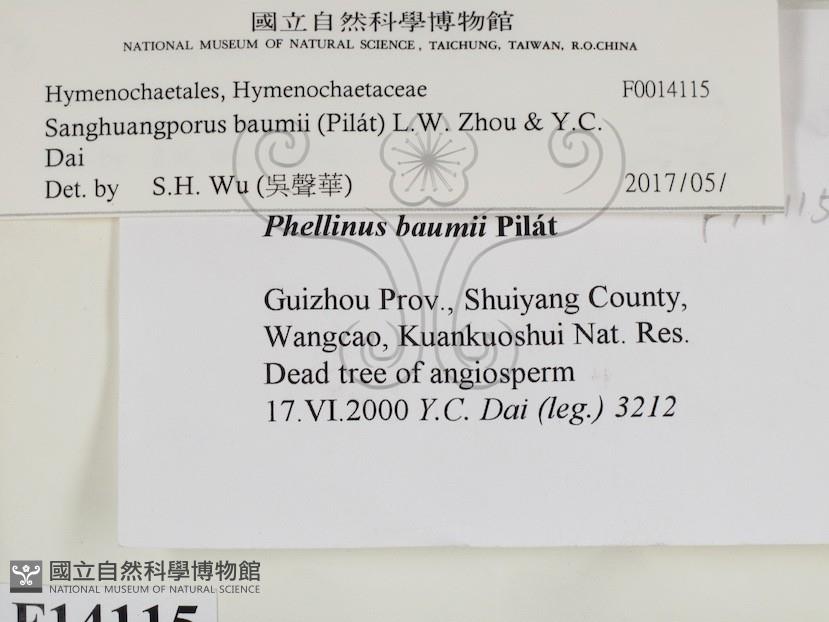 國立自然科學博物館
NATIONAL MUSEUM OF NATURAL SCIENCE, TAICHUNG, TAIWAN, R.O.CHINA
Hymenochaetales, Hymenochaetaceae F0014115
Sanghuangporus baumii (Pilát) L.W. Zhou & Y.C.
Dai
Det. by S.H. Wu (吳聲華) 2017/05/
Phellinus baumii Pilát
Guizhou Prov., Shuiyang County,
Wangcao, Kuankuoshui Nat. Res.
Dead tree of angiosperm
17.VI.2000 Y.C. Dai (leg.) 3212
國立自然科學博物館
NATIONAL MUSEUM OF NATURAL SCIENCE
F14115